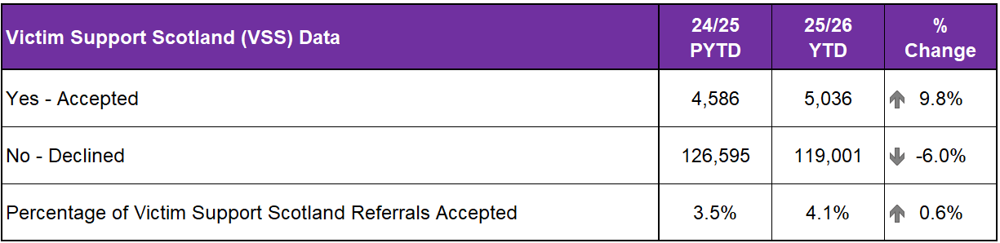 Victim Support Scotland (VSS) Data 24/25 PYTD 25/26 YTD % Change
Yes - Accepted 4,586 5,036 9.8%
No - Declined 126,595 119,001 -6.0%
Percentage of Victim Support Scotland Referrals Accepted 3.5% 4.1% 0.6%